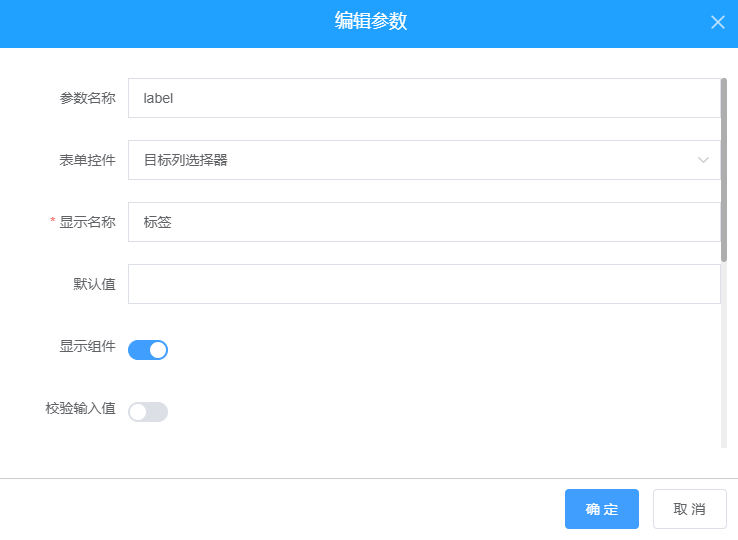 编辑参数
参数名称 label
表单控件 目标列选择器
* 显示名称 标签
默认值
显示组件
校验输入值
确 定 取 消